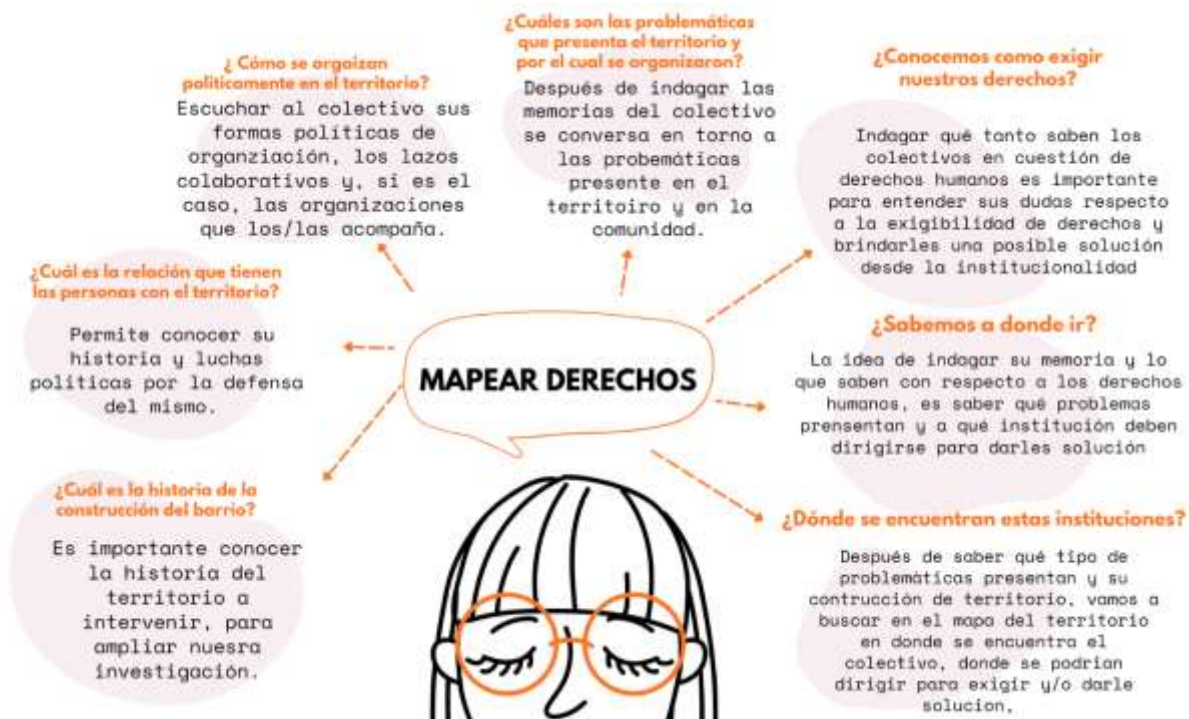 ¿Cuáles son las problemáticas
que presenta el territorio y
por el cual se organizaron?
Después de indagar las
memorias del colectivo
se conversa en torno a
las probemáticas
presente en el
territoiro y en la
comunidad.
¿ Cómo se orgaizan
politicamente en el territorio?
Escuchar al colectivo sus
formas políticas de
organziación, los lazos
colaborativos y, si es el
caso, las organizaciones
que los/las acompaña.
¿Conocemos como exigir
nuestros derechos?
Indagar qué tanto saben los
colectivos en cuestión de
derechos humanos es importante
para entender sus dudas respecto
a la exigibilidad de derechos y
brindarles una posible solución
desde la institucionalidad
¿Cuál es la relación que tienen
las personas con el territorio?
Permite conocer su
historia y luchas
políticas por la defensa
del mismo.
MAPEAR DERECHOS
¿Sabemos a donde ir?
La idea de indagar su memoria y lo
que saben con respecto a los derechos
humanos, es saber qué problemas
prensentan y a qué institución deben
dirigirse para darles solución
¿Cuál es la historia de la
construcción del barrio?
Es importante conocer
la historia del
territorio a
intervenir, para
ampliar nuesra
investigación.
¿Dónde se encuentran estas instituciones?
Después de saber qué tipo de
problemáticas presentan y su
contrucción de territorio, vamos a
buscar en el mapa del territorio
en donde se encuentra el
colectivo, donde se podrian
dirigir para exigir y/o darle
solucion,